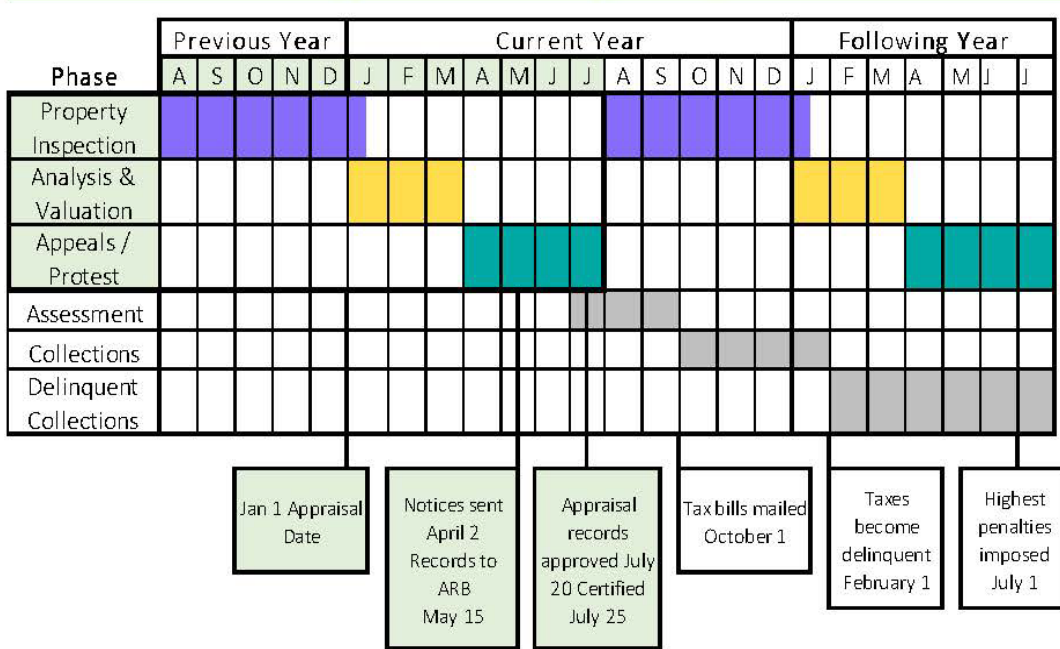 Previous Year Current Year Following Year
Phase A S O N D J F M A M J J A S O N D J F M A M J J
Property
Inspection
Analysis &
Valuation
Appeals /
Protest
Assessment
Collections
Delinquent
Collections
Jan 1 Appraisal
Date
Notices sent
April 2
Records to
ARB
May 15
Appraisal
records
approved July
20 Certified
July 25
Tax bills mailed
October 1
Taxes
become
delinquent
February 1
Highest
penalties
imposed
July 1